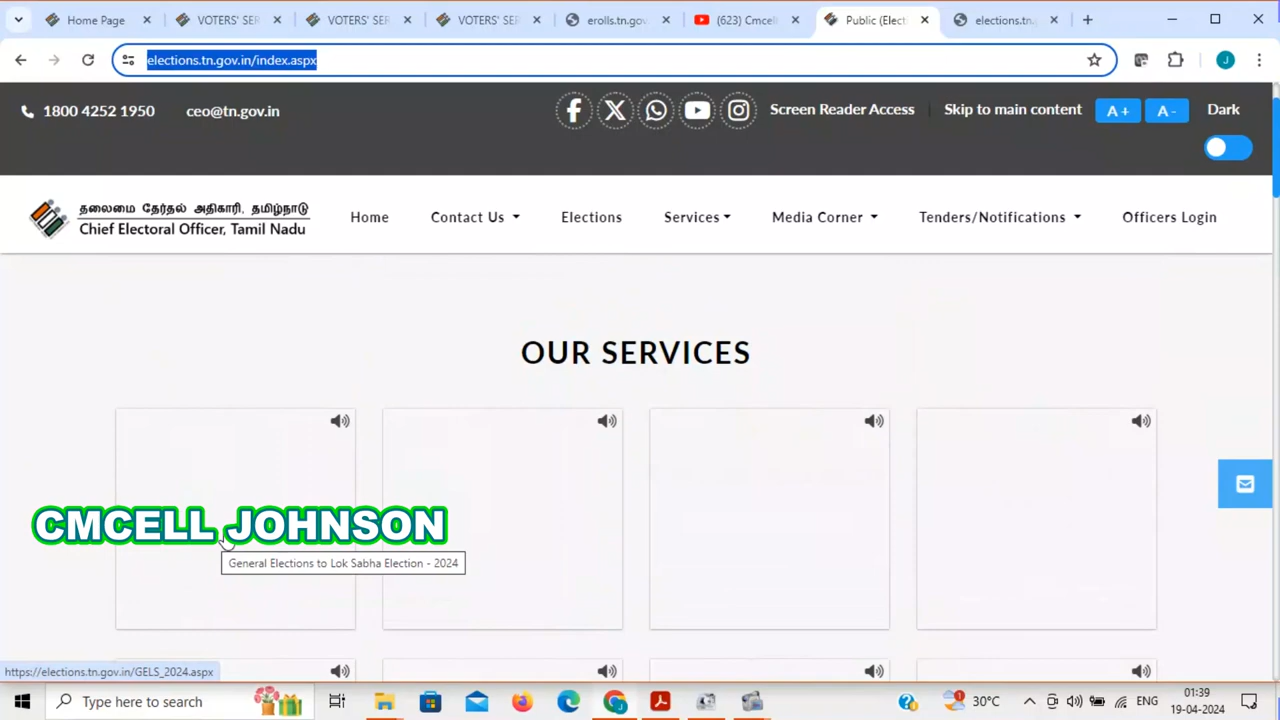 Home Page
VOTERS' SER
VOTERS' SER
VOTERS' SER
erolls.tn.gov.in
(623) Cmcell
Public (Elect
elections.tn.g
elections.tn.gov.in/index.aspx
J
1800 4252 1950
ceo@tn.gov.in
Screen Reader Access
Skip to main content
A+
A-
Dark
தலைமை தேர்தல் அதிகாரி, தமிழ்நாடு
Chief Electoral Officer, Tamil Nadu
Home
Contact Us
Elections
Services
Media Corner
Tenders/Notifications
Officers Login
OUR SERVICES
CMCELL JOHNSON
General Elections to Lok Sabha Election - 2024
https://elections.tn.gov.in/GELS_2024.aspx
Type here to search
30°C
ENG
01:39
19-04-2024